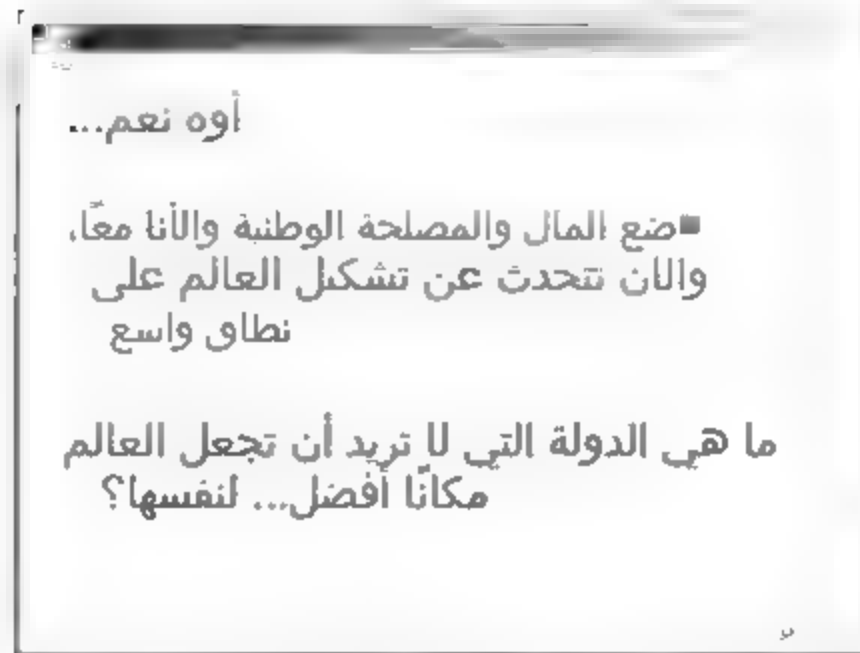 أوه نعم...
ضع المال والمصلحة الوطنية والأنا معًا،
والآن نتحدث عن تشكيل العالم على
نطاق واسع
ما هي الدولة التي لا تريد أن تجعل العالم
مكانًا أفضل... لنفسها؟